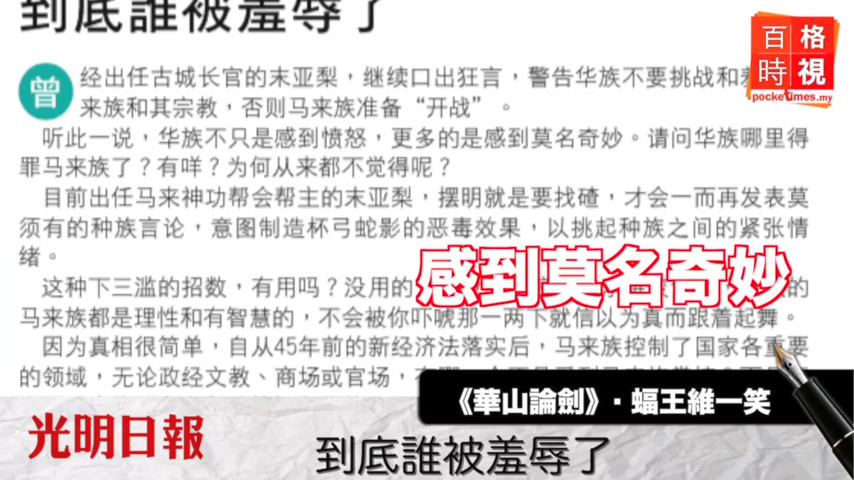 到底誰被羞辱了
百格
時視
pocketimes.my
曾
经出任古城长官的末亚梨，继续口出狂言，警告华族不要挑战和
来族和其宗教，否则马来族准备“开战”。
听此一说，华族不只是感到愤怒，更多的是感到莫名奇妙。请问华族哪里得
罪马来族了？有咩？为何从来都不觉得呢？
目前出任马来神功帮会帮主的末亚梨，摆明就是要找碴，才会一而再发表莫
须有的种族言论，意图制造杯弓蛇影的恶毒效果，以挑起种族之间的紧张情
绪。
感到莫名奇妙
这种下三滥的招数，有用吗？没用的
的
马来族都是理性和有智慧的，不会被你吓唬那一两下就信以为真而跟着起舞。
因为真相很简单，自从45年前的新经济法落实后，马来族控制了国家各重要
的领域，无论政经文教、商场或官场，
《華山論劍》·蝠王維一笑
光明日報
到底誰被羞辱了